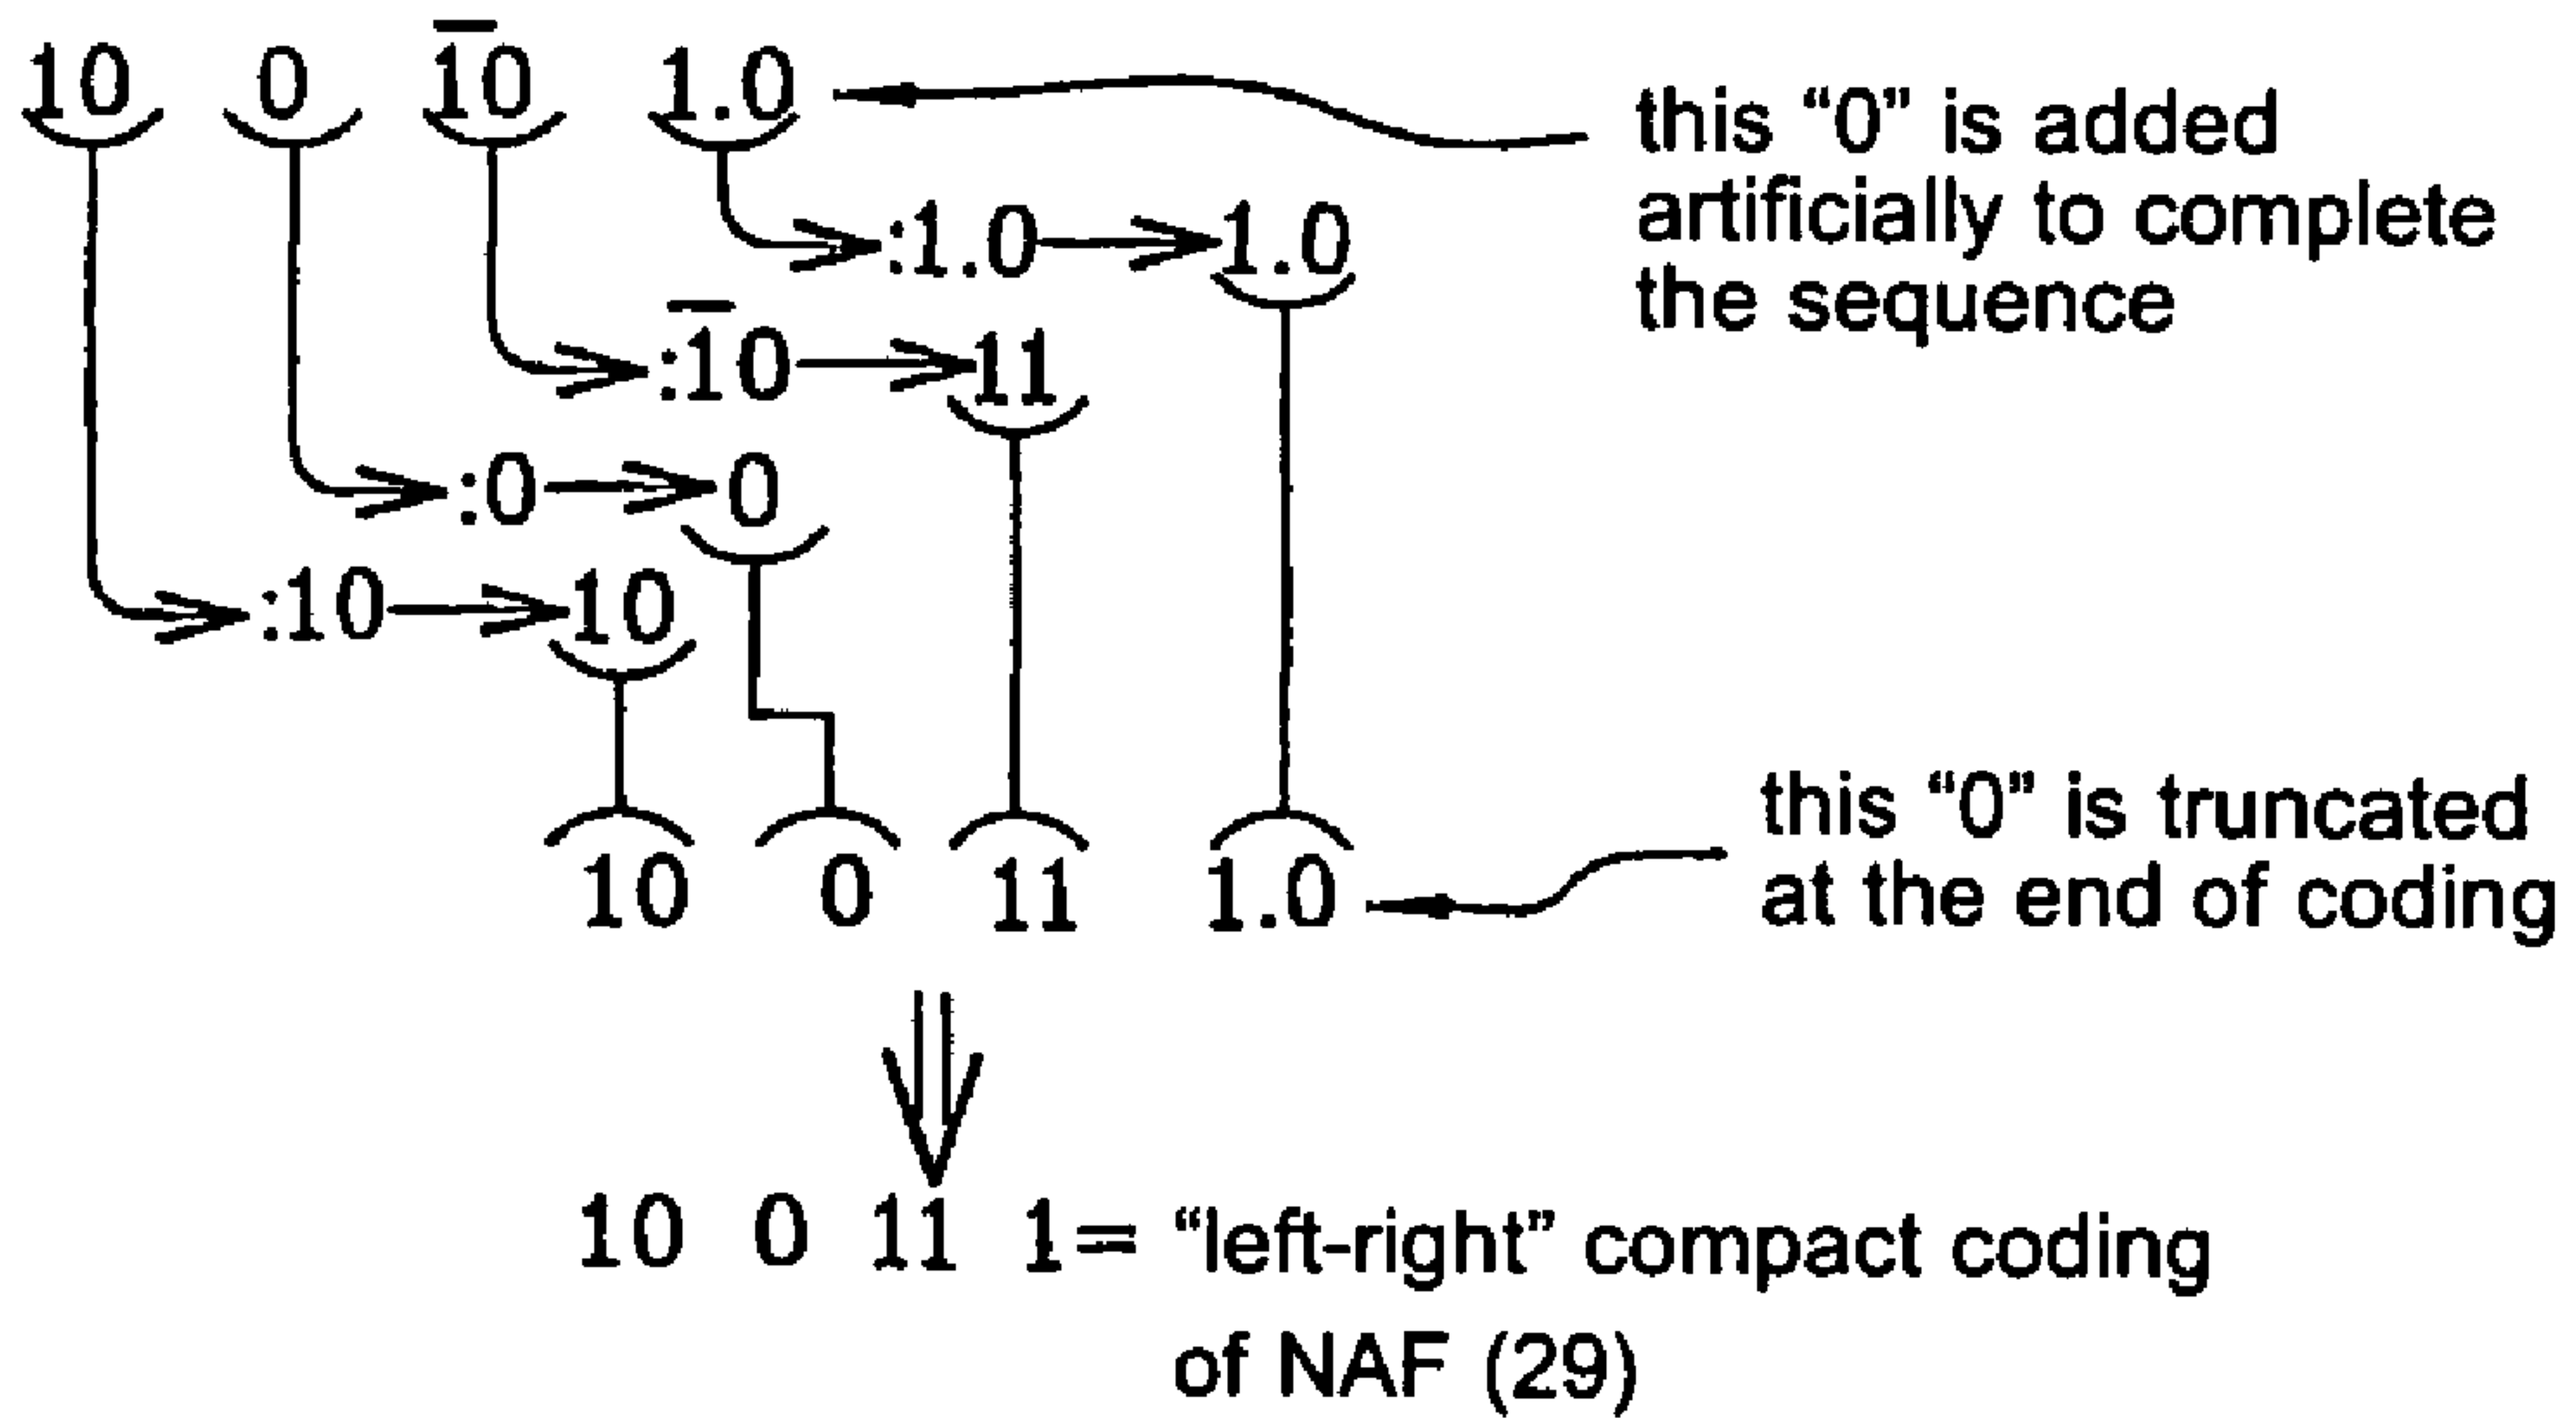 10 0 1̅0 1.0
this “0” is added
artificially to complete
the sequence
:1.0 1.0
:1̅0 11
:0 0
:10 10
10 0 11 1.0
this “0” is truncated
at the end of coding
10 0 11 1 = “left-right” compact coding
of NAF (29)